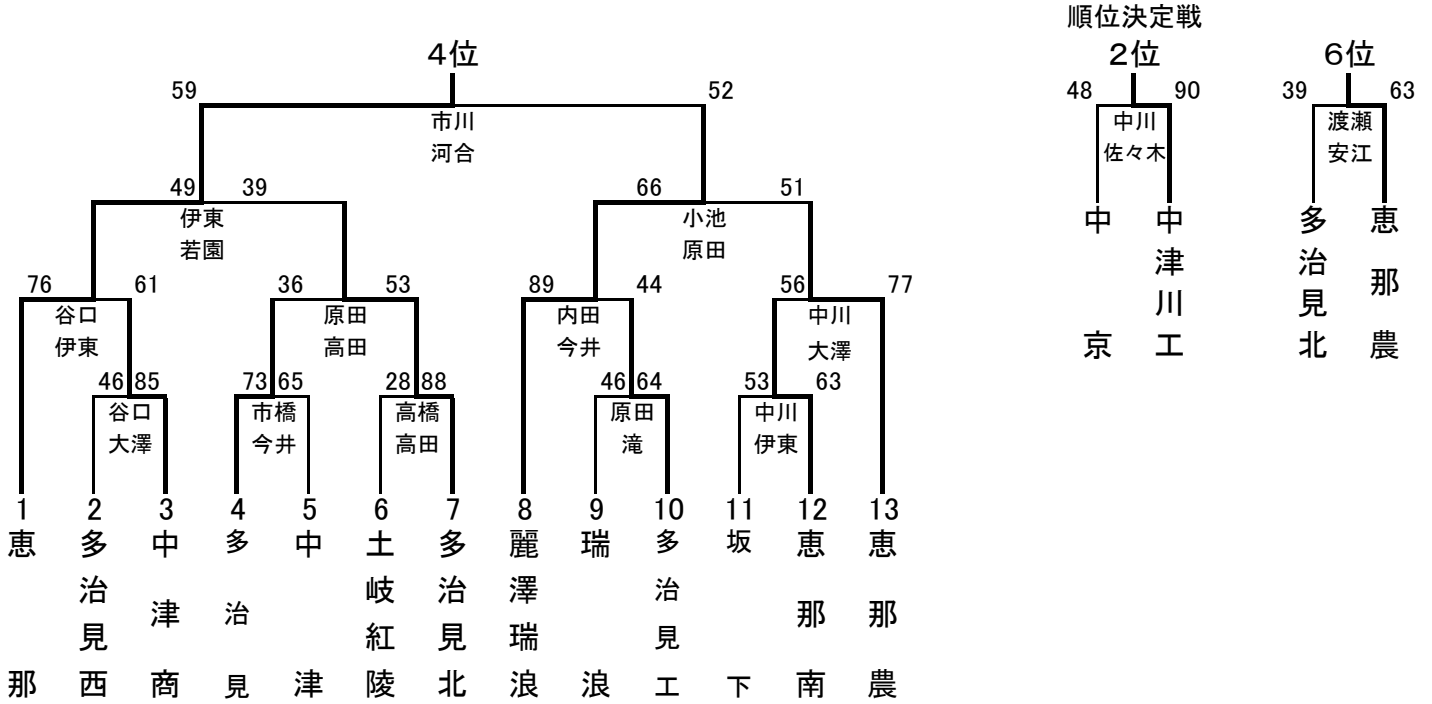 順位決定戦
4位
2位
6位
59
52
48
90
39
63
市川
河合
中川
佐々木
渡瀬
安江
49
39
66
51
伊東
若園
小池
原田
中京
中津川工
多治見北
恵那農
76
61
36
53
89
44
56
77
谷口
伊東
原田
高田
内田
今井
中川
大澤
46
85
73
65
28
88
46
64
53
63
谷口
大澤
市橋
今井
高橋
高田
原田
滝
中川
伊東
1
2
3
4
5
6
7
8
9
10
11
12
13
恵那
多治見西
中津商
多治見
中津
土岐紅陵
多治見北
麗澤瑞浪
瑞浪
多治見工
坂下
恵那南
恵那農